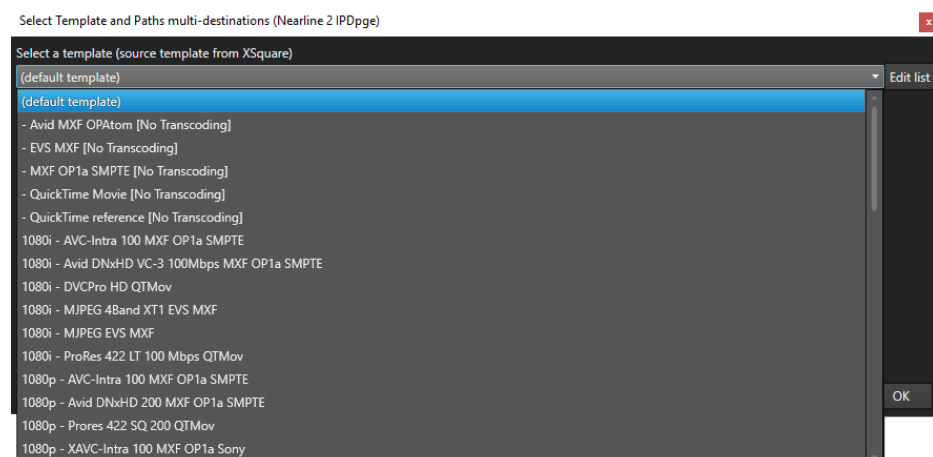 Select Template and Paths multi-destinations (Nearline 2 IPDpge)
x
Select a template (source template from XSquare)
(default template)
Edit list
(default template)
- Avid MXF OPAtom [No Transcoding]
- EVS MXF [No Transcoding]
- MXF OP1a SMPTE [No Transcoding]
- QuickTime Movie [No Transcoding]
- QuickTime reference [No Transcoding]
1080i - AVC-Intra 100 MXF OP1a SMPTE
1080i - Avid DNxHD VC-3 100Mbps MXF OP1a SMPTE
1080i - DVCPro HD QTMov
1080i - MJPEG 4Band XT1 EVS MXF
1080i - MJPEG EVS MXF
1080i - ProRes 422 LT 100 Mbps QTMov
1080p - AVC-Intra 100 MXF OP1a SMPTE
1080p - Avid DNxHD 200 MXF OP1a SMPTE
OK
1080p - Prores 422 SQ 200 QTMov
1080p - XAVC-Intra 100 MXF OP1a Sony